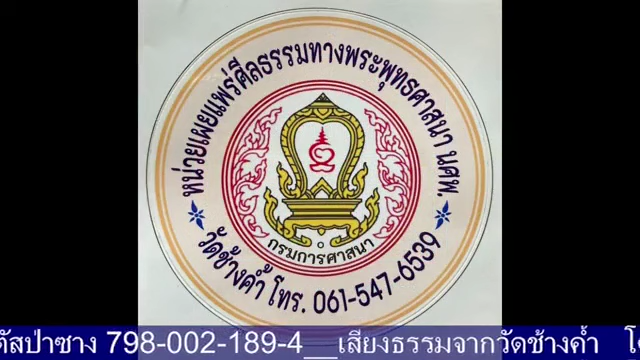 หน่วยเผยแพร่ศีลธรรมทางพระพุทธศาสนา นศพ.
กรมการศาสนา
วัดช้างค้ำ โทร. 061-547-6539
ตัสป่าซาง 798-002-189-4__เสียงธรรมจากวัดช้างค้ำ